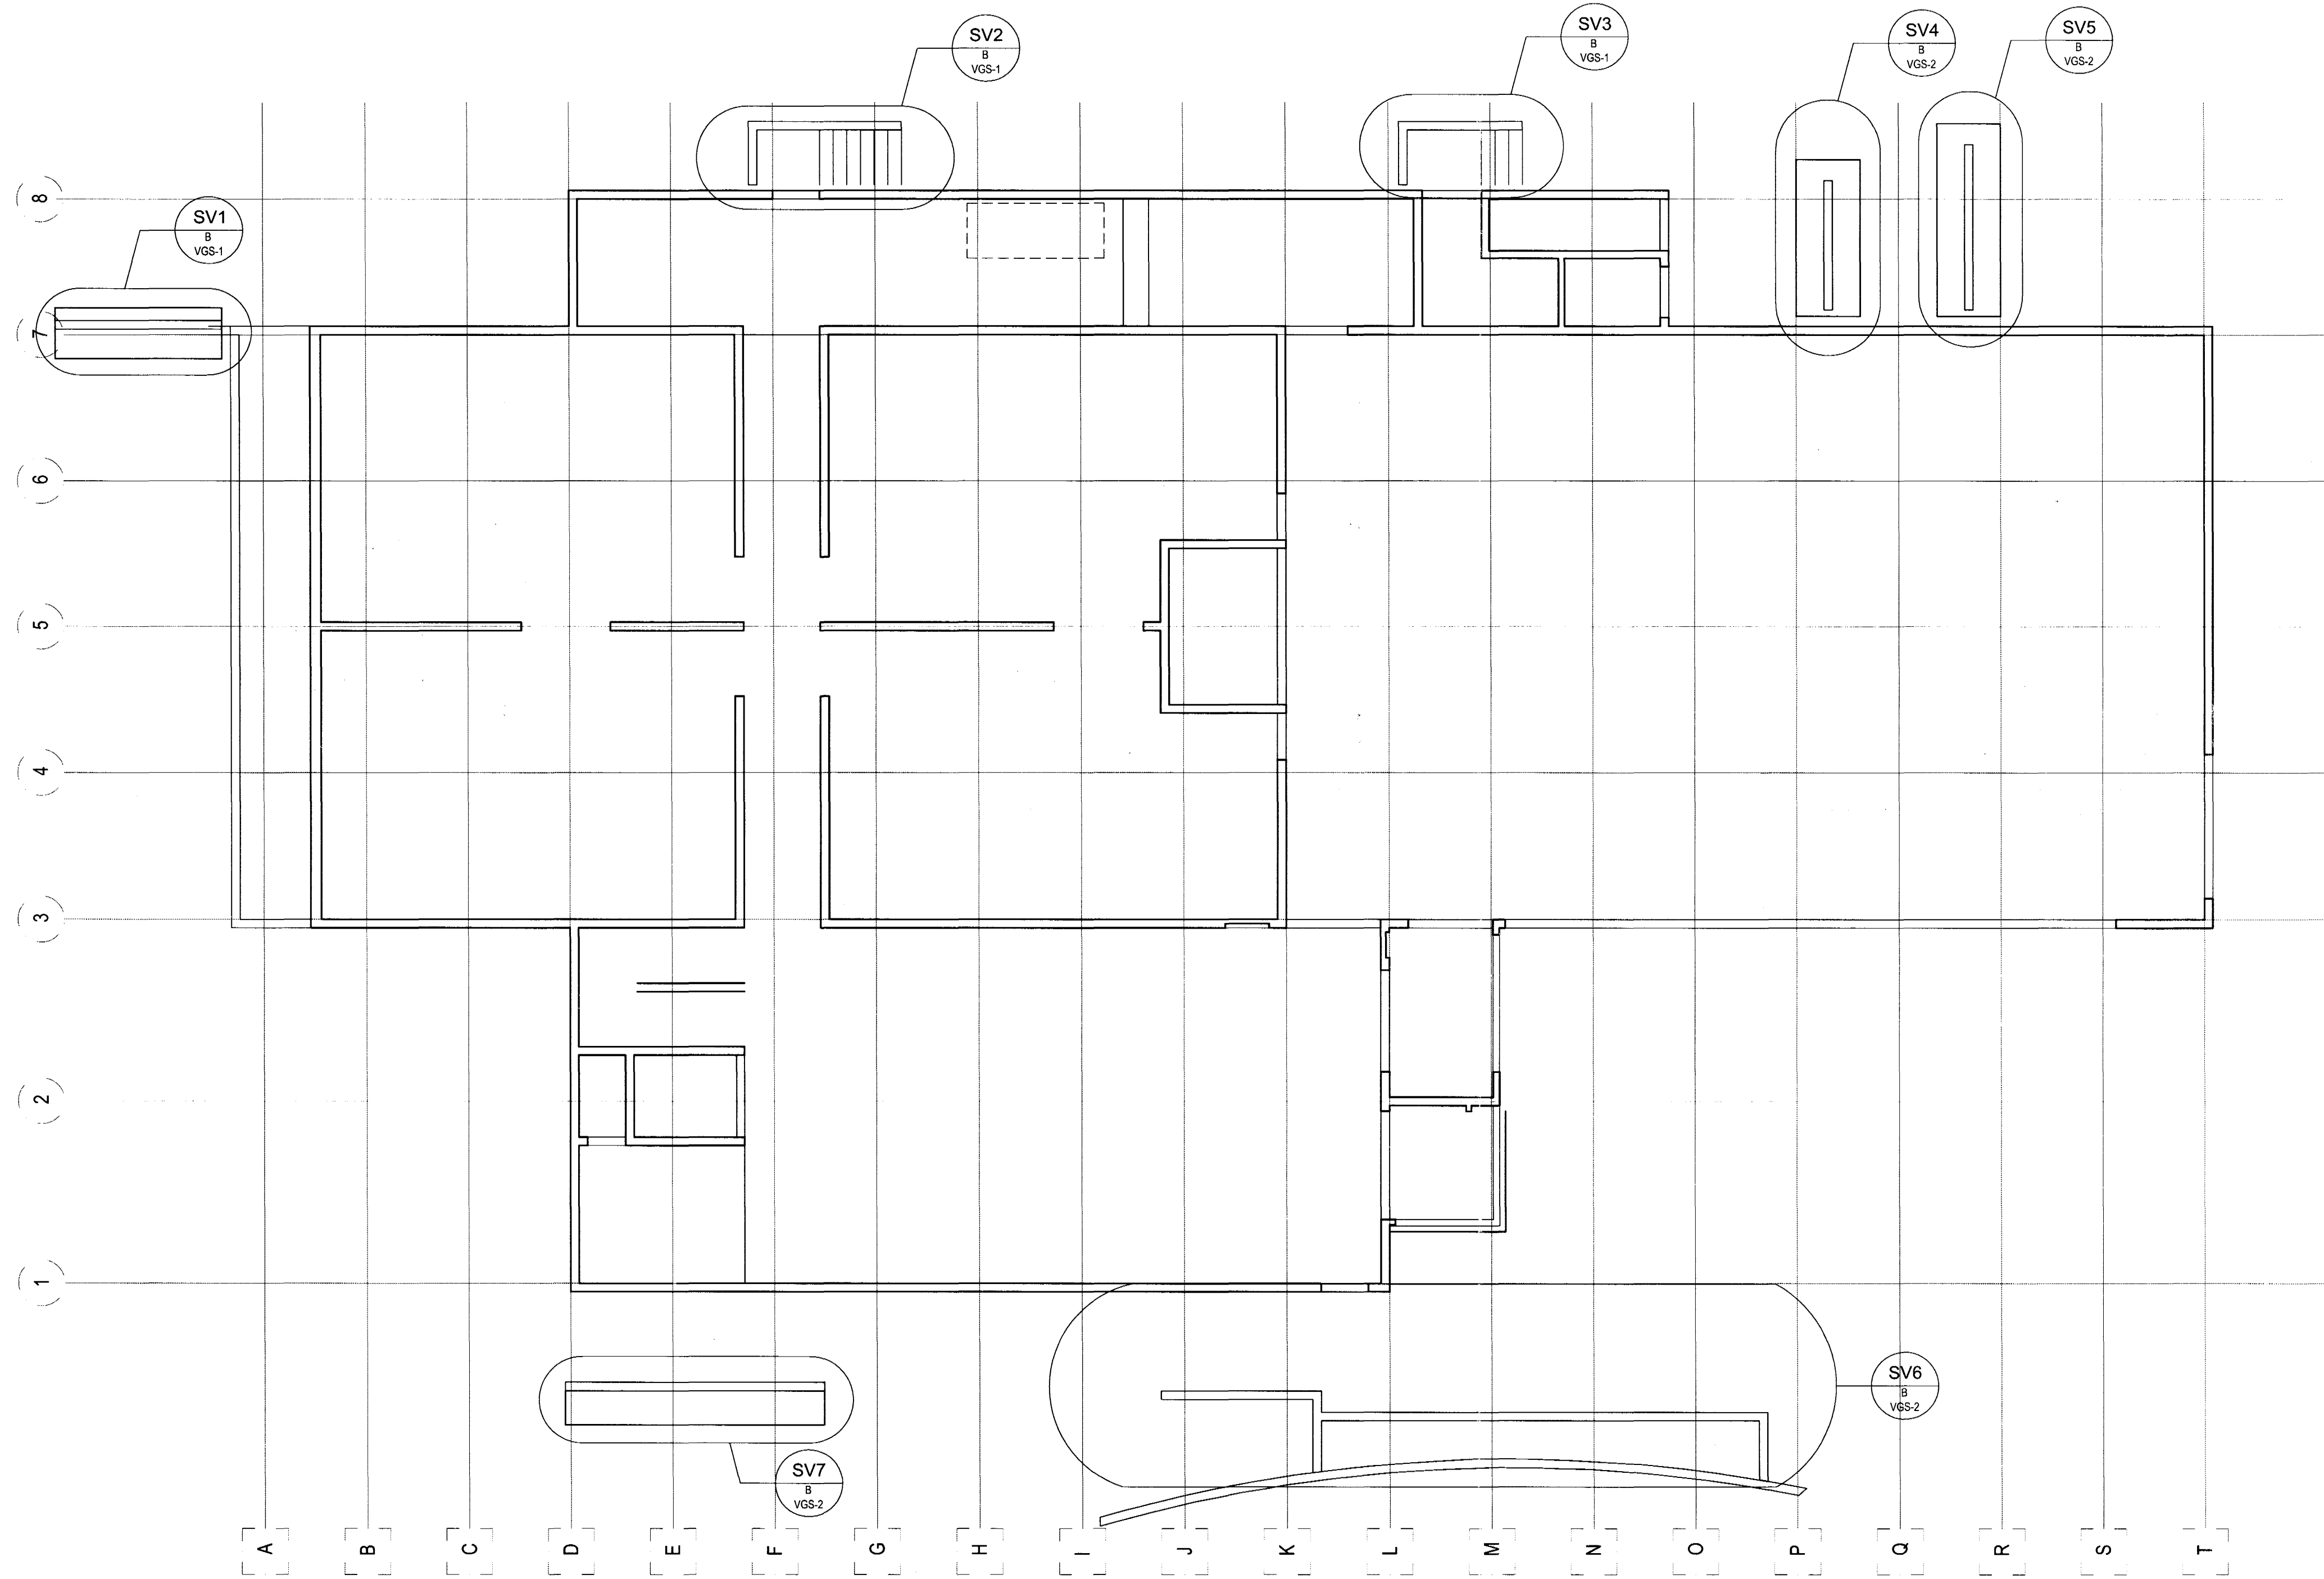 SV2
B
VGS-1
SV3
B
VGS-1
SV4
B
VGS-2
SV5
B
VGS-2
SV1
B
VGS-1
8
7
6
5
4
3
2
1
SV6
B
VGS-2
SV7
B
VGS-2
A B C D E F G H I J K L M N O P Q R S T